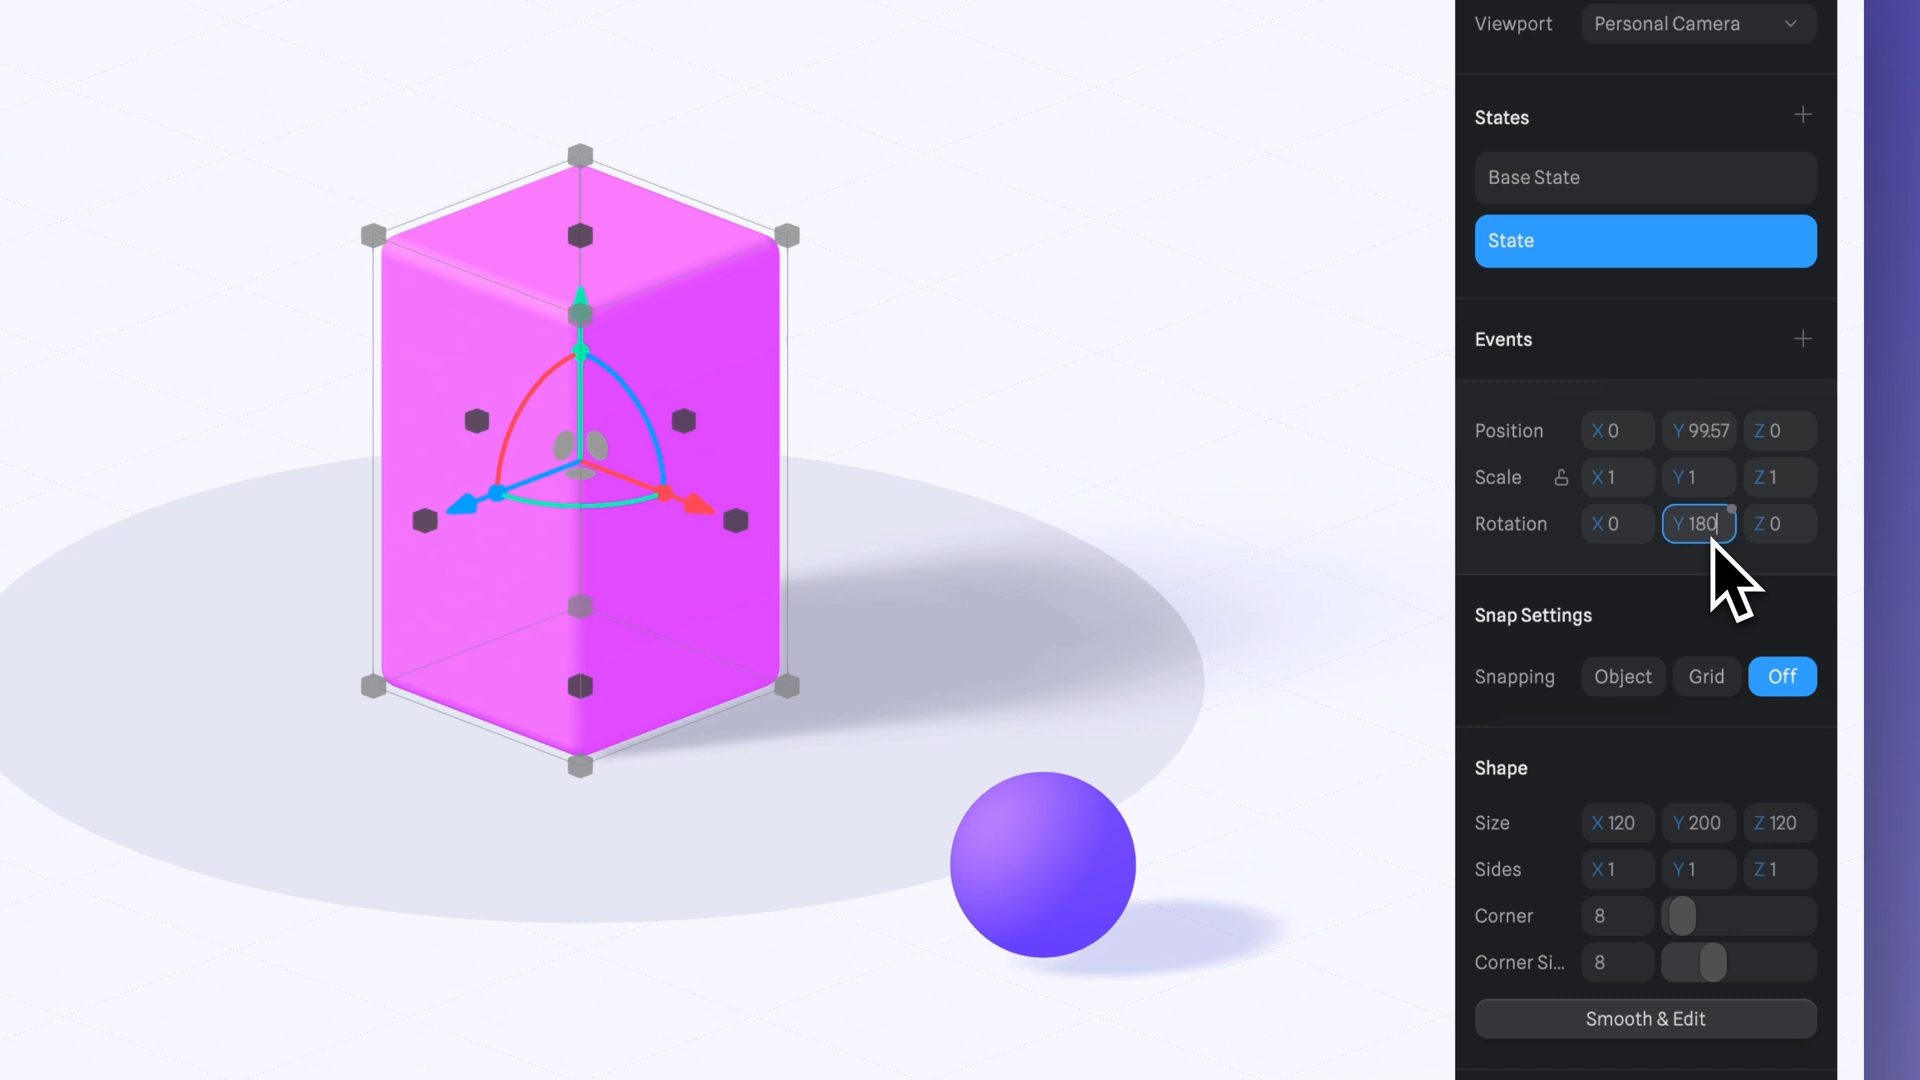 Viewport Personal Camera
States
Base State
State
Events
Position X 0 Y 99.57 Z 0
Scale X 1 Y 1 Z 1
Rotation X 0 Y 180 Z 0
Snap Settings
Snapping Object Grid Off
Shape
Size X 120 Y 200 Z 120
Sides X 1 Y 1 Z 1
Corner 8
Corner Si... 8
Smooth & Edit